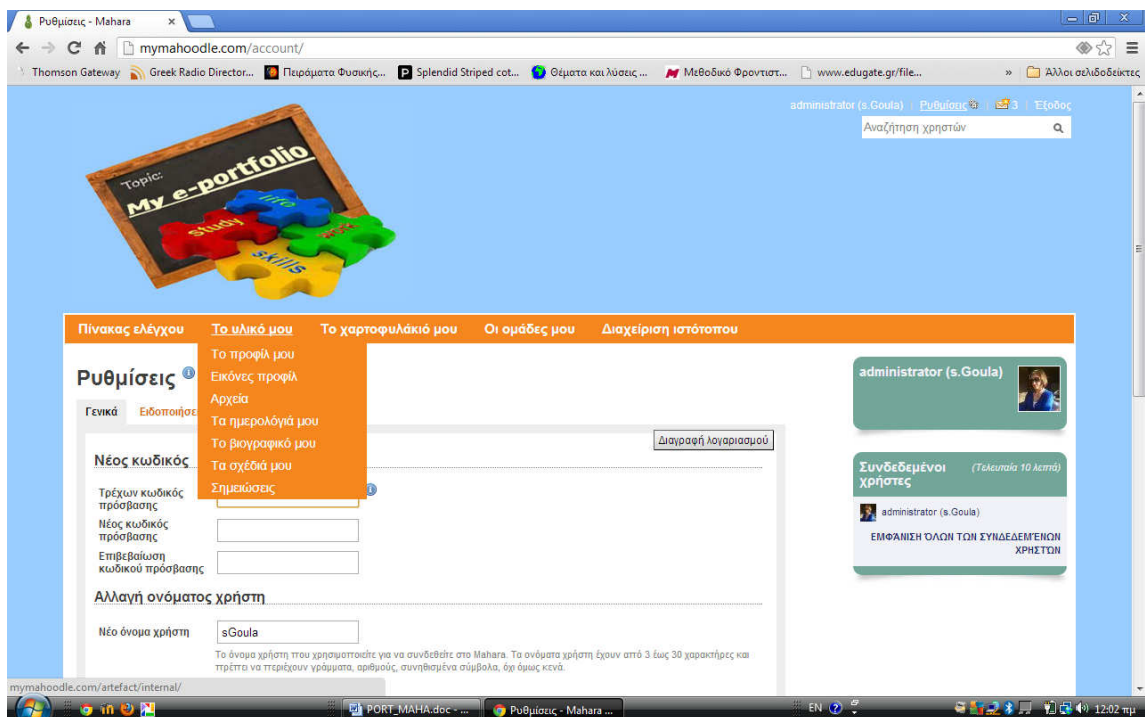 Ρυθμίσεις - Mahara
mymahoodle.com/account/
Thomson Gateway
Greek Radio Director...
Πειράματα Φυσικής,...
Splendid Striped cot...
Θέματα και λύσεις ...
Μεθοδικό Φροντιστ...
www.edugate.gr/file...
»
Άλλοι σελιδοδείκτες
administrator (s.Goula) | Ρυθμίσεις | 3 | Έξοδος
Αναζήτηση χρηστών
Topic:
My e-portfolio
life
study
work
skills
Πίνακας ελέγχου
Το υλικό μου
Το χαρτοφυλάκιό μου
Οι ομάδες μου
Διαχείριση ιστότοπου
Το προφίλ μου
Εικόνες προφίλ
Αρχεία
Τα ημερολόγιά μου
Το βιογραφικό μου
Τα σχέδιά μου
Σημειώσεις
Ρυθμίσεις
Γενικά
Ειδοποιήσε
Διαγραφή λογαριασμού
Νέος κωδικός
Τρέχων κωδικός
πρόσβασης
Νέος κωδικός
πρόσβασης
Επιβεβαίωση
κωδικού πρόσβασης
Αλλαγή ονόματος χρήστη
Νέο όνομα χρήστη
sGoula
Το όνομα χρήστη που χρησιμοποιείτε για να συνδεθείτε στο Mahara. Τα ονόματα χρήστη έχουν από 3 έως 30 χαρακτήρες και
πρέπει να περιέχουν γράμματα, αριθμούς, συνηθισμένα σύμβολα, όχι όμως κενά.
administrator (s.Goula)
Συνδεδεμένοι
χρήστες
(Τελευταία 10 λεπτά)
administrator (s.Goula)
ΕΜΦΆΝΙΣΗ ΌΛΩΝ ΤΩΝ ΣΥΝΔΕΔΕΜΈΝΩΝ
ΧΡΗΣΤΏΝ
mymahoodle.com/artefact/internal/
PORT_MAHA.doc - ...
Ρυθμίσεις - Mahara ...
EN
12:02 πμ